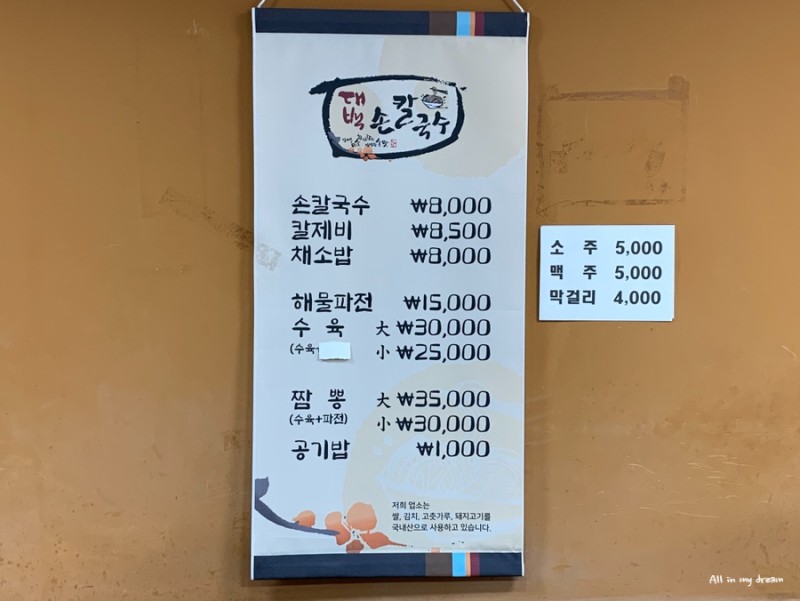 대백 손칼국수
손칼국수 ₩8,000
칼제비 ₩8,500
채소밥 ₩8,000
해물파전 ₩15,000
수 육 大 ₩30,000
(수육+ 小 ₩25,000
짬 뽕 大 ₩35,000
(수육+파전) 小 ₩30,000
공기밥 ₩1,000
저희 업소는
쌀, 김치, 고춧가루, 돼지고기를
국내산으로 사용하고 있습니다.
소 주 5,000
맥 주 5,000
막걸리 4,000
All in my dream